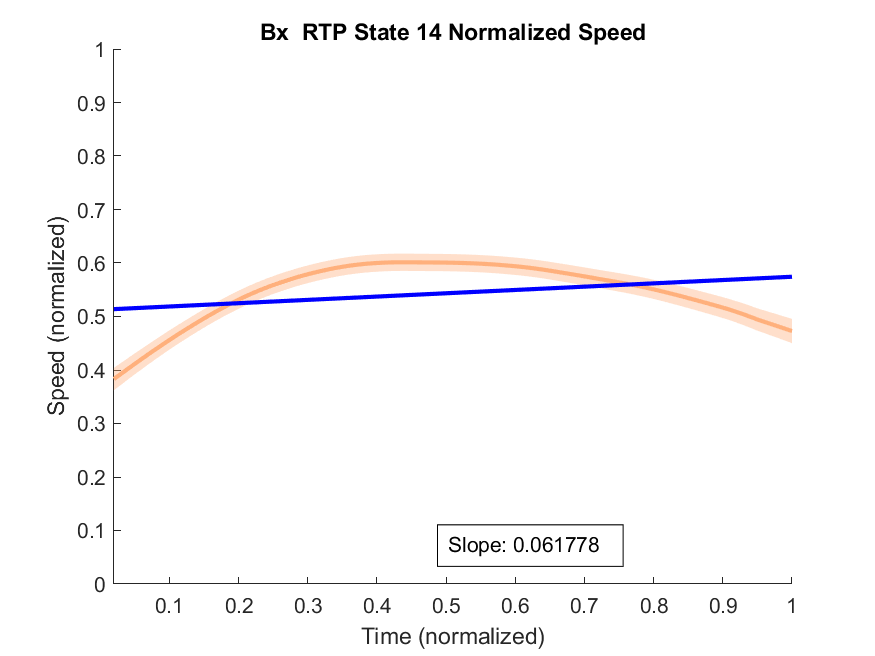 Bx  RTP State 14 Normalized Speed
1
0.9
0.8
0.7
0.6
0.5
0.4
0.3
0.2
0.1
0
Speed (normalized)
Slope: 0.061778
0.1 0.2 0.3 0.4 0.5 0.6 0.7 0.8 0.9 1
Time (normalized)